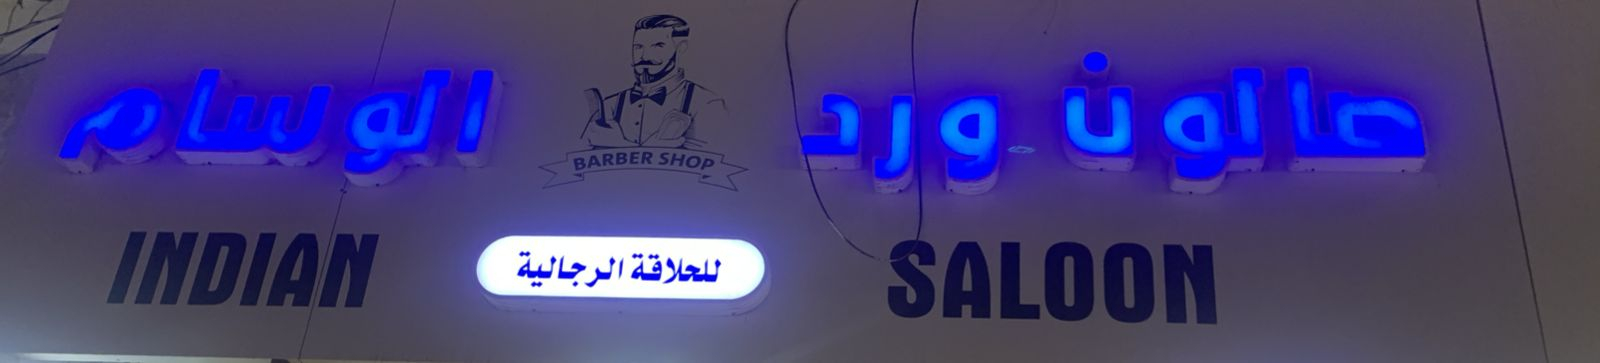 صالون ورد الوسام
BARBER SHOP
للحلاقة الرجالية
INDIAN SALOON